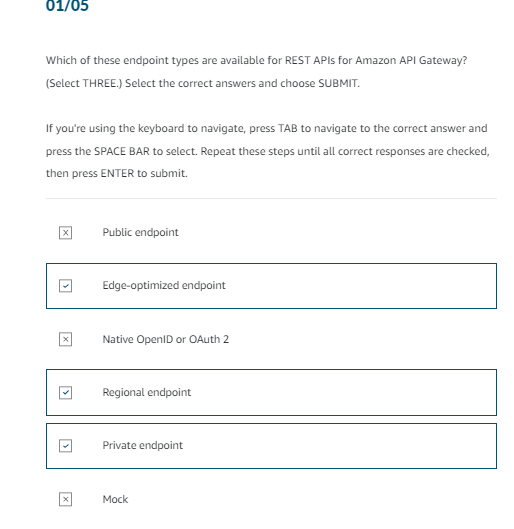 01/05
Which of these endpoint types are available for REST APIs for Amazon API Gateway?
(Select THREE.) Select the correct answers and choose SUBMIT.
If you're using the keyboard to navigate, press TAB to navigate to the correct answer and
press the SPACE BAR to select. Repeat these steps until all correct responses are checked,
then press ENTER to submit.
Public endpoint
Edge-optimized endpoint
Native OpenID or OAuth 2
Regional endpoint
Private endpoint
Mock